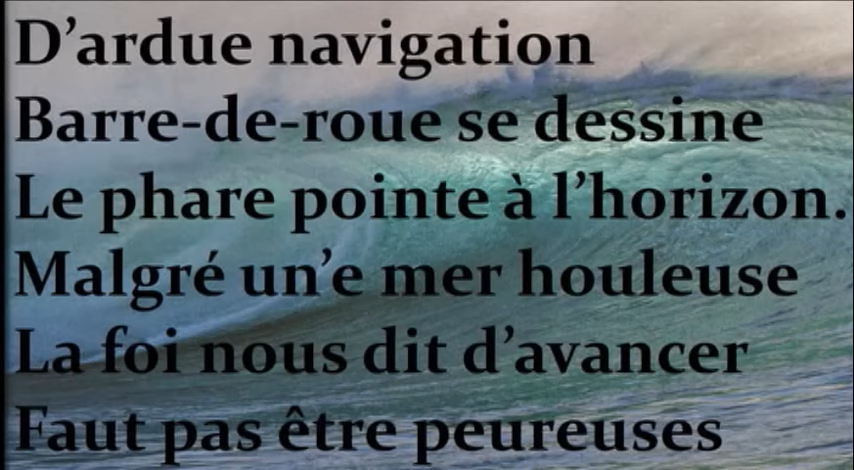 D’ardue navigation
Barre-de-roue se dessine
Le phare pointe à l’horizon.
Malgré un’e mer houleuse
La foi nous dit d’avancer
Faut pas être peureuses